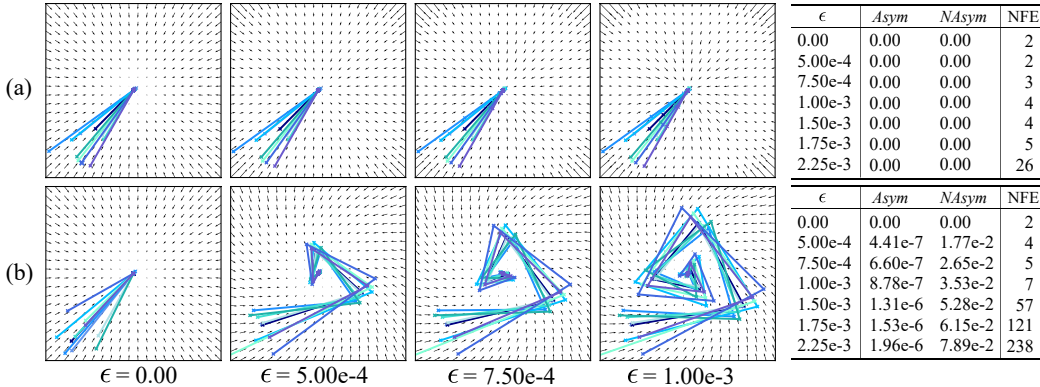 (a)
ϵ Asym NAsym NFE
0.00 0.00 0.00 2
5.00e-4 0.00 0.00 2
7.50e-4 0.00 0.00 3
1.00e-3 0.00 0.00 4
1.50e-3 0.00 0.00 4
1.75e-3 0.00 0.00 5
2.25e-3 0.00 0.00 26
(b)
ϵ Asym NAsym NFE
0.00 0.00 0.00 2
5.00e-4 4.41e-7 1.77e-2 4
7.50e-4 6.60e-7 2.65e-2 5
1.00e-3 8.78e-7 3.53e-2 7
1.50e-3 1.31e-6 5.28e-2 57
1.75e-3 1.53e-6 6.15e-2 121
2.25e-3 1.96e-6 7.89e-2 238
ϵ = 0.00 ϵ = 5.00e-4 ϵ = 7.50e-4 ϵ = 1.00e-3